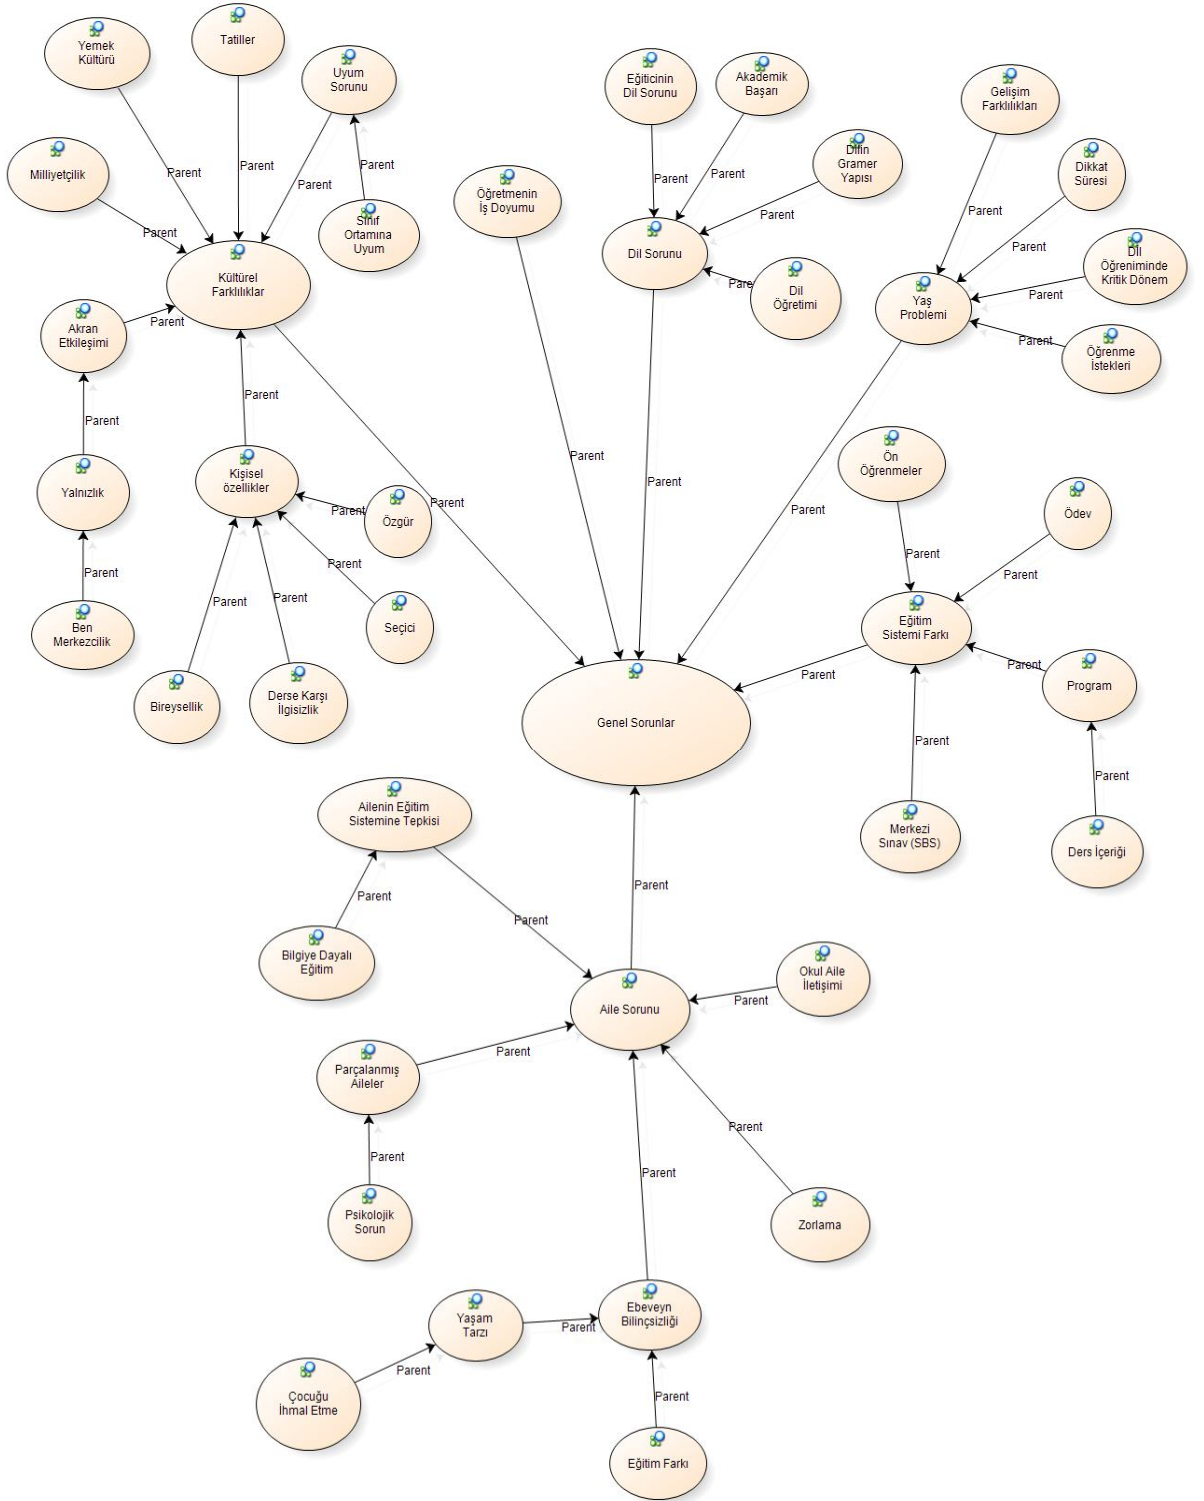 Yemek
Kültürü
Tatiller
Uyum
Sorunu
Milliyetçilik
Parent
Parent
Parent
Parent
Parent
Sınıf
Ortamına
Uyum
Kültürel
Farklılıklar
Akran
Etkileşimi
Parent
Parent
Parent
Yalnızlık
Kişisel
özellikler
Parent
Özgür
Parent
Ben
Merkezcilik
Parent
Parent
Parent
Seçici
Bireysellik
Derse Karşı
İlgisizlik
Parent
Öğretmenin
İş Doyumu
Parent
Eğiticinin
Dil Sorunu
Akademik
Başarı
Dilin
Gramer
Yapısı
Parent
Parent
Parent
Dil Sorunu
Parent
Dil
Öğretimi
Parent
Gelişim
Farklılıkları
Dikkat
Süresi
Parent
Parent
Dil
Öğreniminde
Kritik Dönem
Parent
Yaş
Problemi
Parent
Öğrenme
İstekleri
Parent
Ön
Öğrenmeler
Ödev
Parent
Parent
Eğitim
Sistemi Farkı
Parent
Parent
Program
Parent
Parent
Merkezi
Sınav (SBS)
Ders İçeriği
Genel Sorunlar
Ailenin Eğitim
Sistemine Tepkisi
Parent
Parent
Parent
Bilgiye Dayalı
Eğitim
Okul Aile
İletişimi
Parent
Aile Sorunu
Parçalanmış
Aileler
Parent
Parent
Parent
Parent
Psikolojik
Sorun
Zorlama
Yaşam
Tarzı
Parent
Ebeveyn
Bilinçsizliği
Parent
Çocuğu
İhmal Etme
Parent
Eğitim Farkı